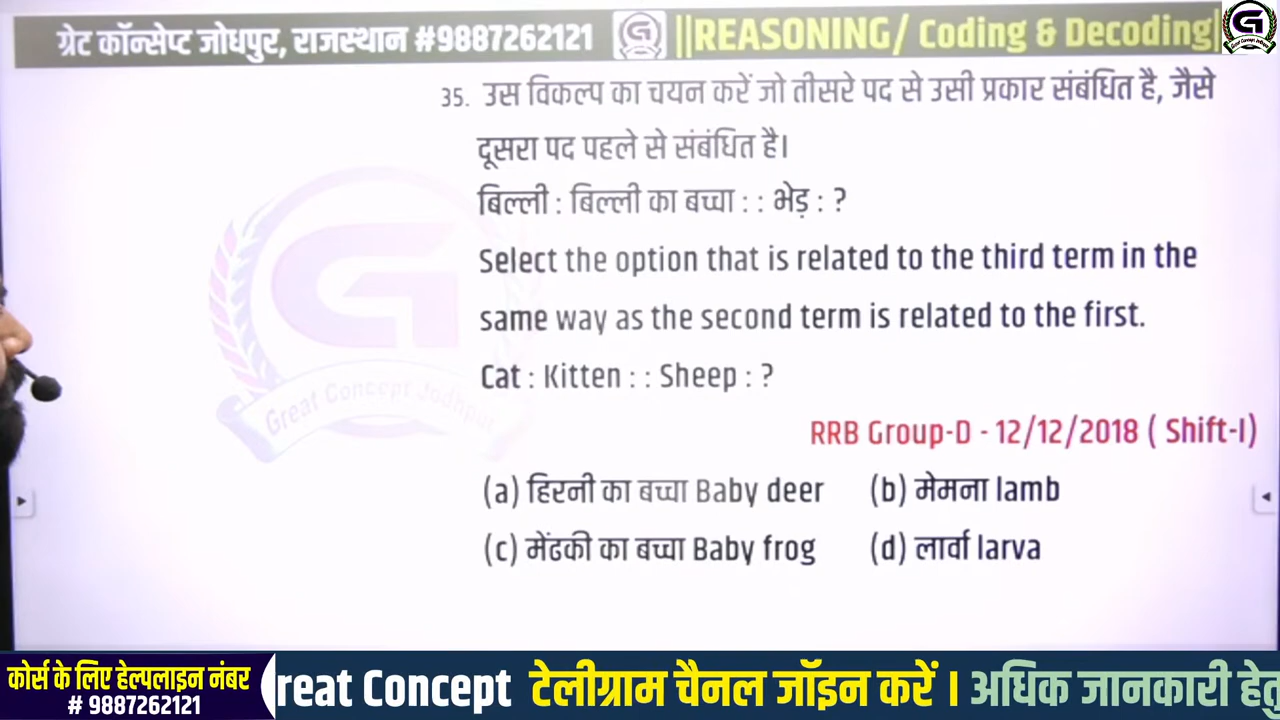 ग्रेट कॉन्सेप्ट जोधपुर, राजस्थान #9887262121 ||REASONING/ Coding & Decoding|
35. उस विकल्प का चयन करें जो तीसरे पद से उसी प्रकार संबंधित है, जैसे
दूसरा पद पहले से संबंधित है।
बिल्ली : बिल्ली का बच्चा : : भेड़ : ?
Select the option that is related to the third term in the
same way as the second term is related to the first.
Cat : Kitten : : Sheep : ?
Great Concept Jodhpur
RRB Group-D - 12/12/2018 ( Shift-I)
(a) हिरनी का बच्चा Baby deer (b) मेमना lamb
(c) मेंढकी का बच्चा Baby frog (d) लार्वा larva
कोर्स के लिए हेल्पलाइन नंबर
# 9887262121
reat Concept टेलीग्राम चैनल जॉइन करें । अधिक जानकारी हेतु